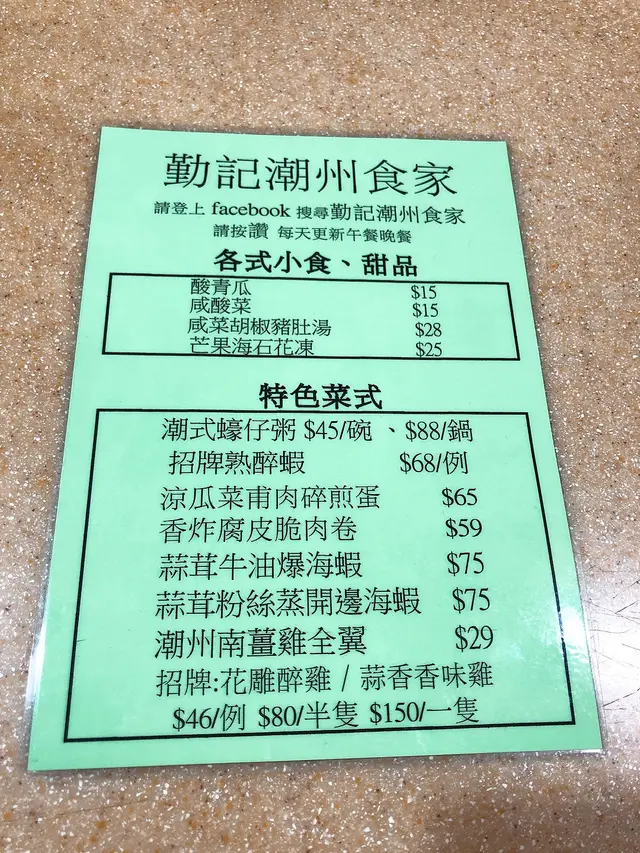 勤記潮州食家
請登上 facebook 搜尋勤記潮州食家
請按讚 每天更新午餐晚餐
各式小食、甜品
酸青瓜 $15
咸酸菜 $15
咸菜胡椒豬肚湯 $28
芒果海石花凍 $25
特色菜式
潮式蠔仔粥 $45/碗 、$88/鍋
招牌熟醉蝦 $68/例
涼瓜菜甫肉碎煎蛋 $65
香炸腐皮脆肉卷 $59
蒜茸牛油爆海蝦 $75
蒜茸粉絲蒸開邊海蝦 $75
潮州南薑雞全翼 $29
招牌:花雕醉雞 / 蒜香香味雞
$46/例 $80/半隻 $150/一隻